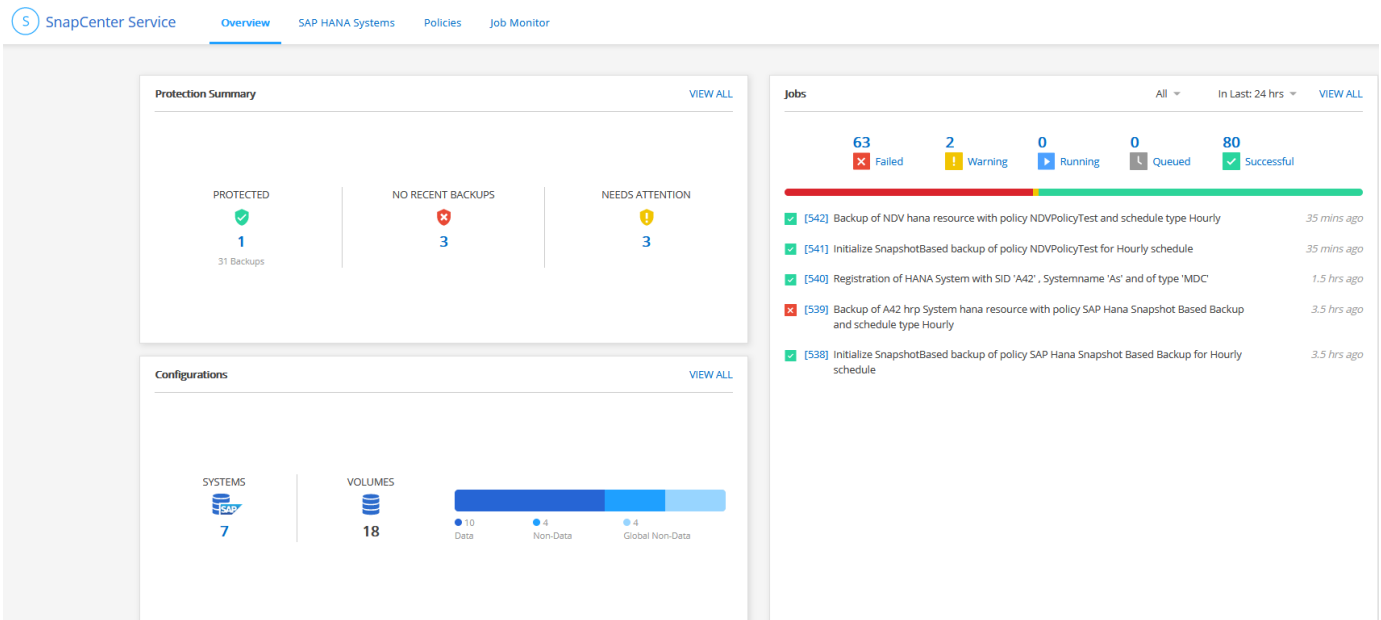 S SnapCenter Service Overview SAP HANA Systems Policies Job Monitor
Protection Summary VIEW ALL
PROTECTED NO RECENT BACKUPS NEEDS ATTENTION
1 3 3
31 Backups
Configurations VIEW ALL
SYSTEMS VOLUMES
SAP
7 18
10 4 4
Data Non-Data Global Non-Data
Jobs All In Last: 24 hrs VIEW ALL
63 2 0 0 80
Failed Warning Running Queued Successful
[542] Backup of NDV hana resource with policy NDVPolicyTest and schedule type Hourly 35 mins ago
[541] Initialize SnapshotBased backup of policy NDVPolicyTest for Hourly schedule 35 mins ago
[540] Registration of HANA System with SID 'A42' , Systemname 'As' and of type 'MDC' 1.5 hrs ago
[539] Backup of A42 hrp System hana resource with policy SAP Hana Snapshot Based Backup 3.5 hrs ago
and schedule type Hourly
[538] Initialize SnapshotBased backup of policy SAP Hana Snapshot Based Backup for Hourly 3.5 hrs ago
schedule